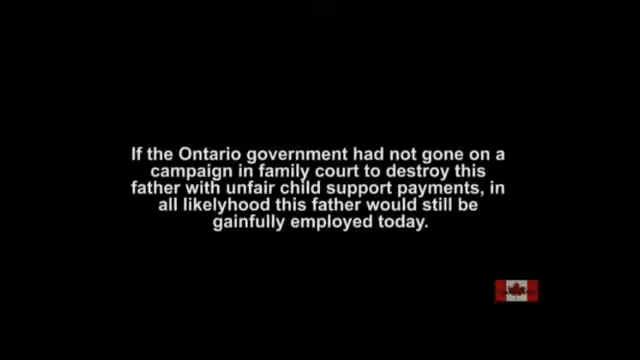 If the Ontario government had not gone on a
campaign in family court to destroy this
father with unfair child support payments, in
all likelyhood this father would still be
gainfully employed today.